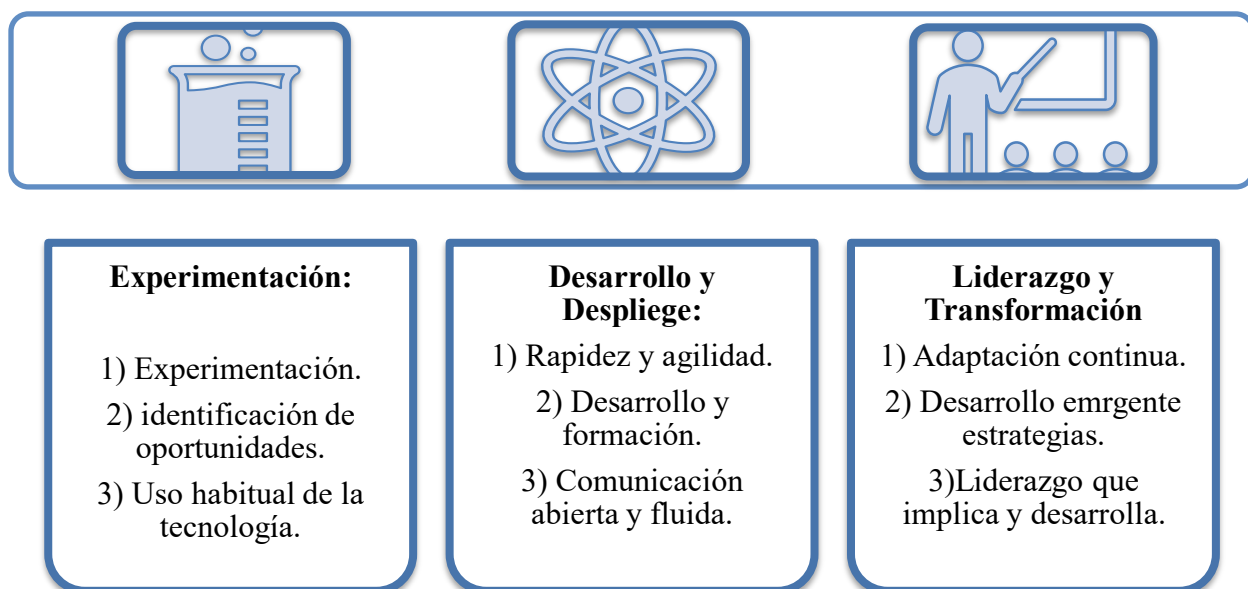 Experimentación:
1) Experimentación.
2) identificación de
oportunidades.
3) Uso habitual de la
tecnología.
Desarrollo y
Despliege:
1) Rapidez y agilidad.
2) Desarrollo y
formación.
3) Comunicación
abierta y fluida.
Liderazgo y
Transformación
1) Adaptación continua.
2) Desarrollo emrgente
estrategias.
3)Liderazgo que
implica y desarrolla.